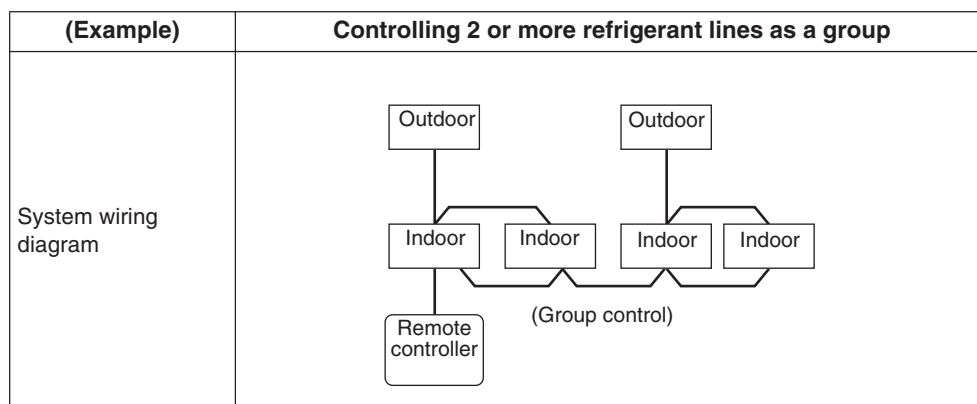 (Example)
Controlling 2 or more refrigerant lines as a group
System wiring
diagram
Outdoor
Outdoor
Indoor
Indoor
Indoor
Indoor
(Group control)
Remote
controller